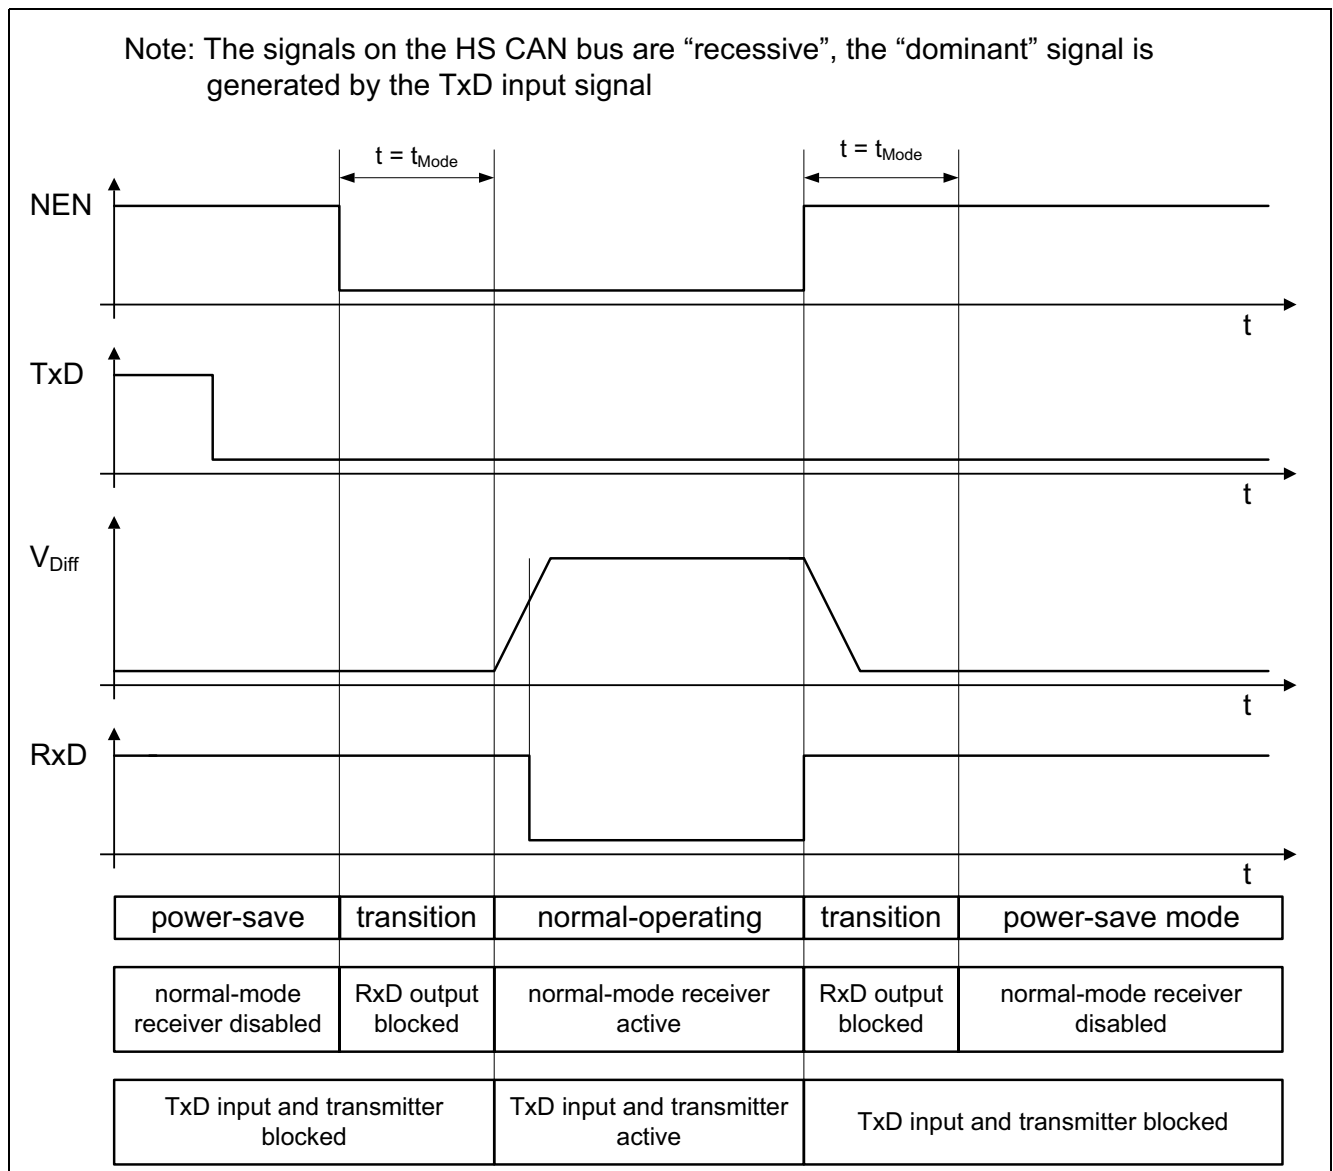 Note: The signals on the HS CAN bus are “recessive”, the “dominant” signal is
generated by the TxD input signal
t = tMode
t = tMode
NEN
t
TxD
t
VDiff
t
RxD
t
power-save
transition
normal-operating
transition
power-save mode
normal-mode
receiver disabled
RxD output
blocked
normal-mode receiver
active
RxD output
blocked
normal-mode receiver
disabled
TxD input and transmitter
blocked
TxD input and transmitter
active
TxD input and transmitter blocked